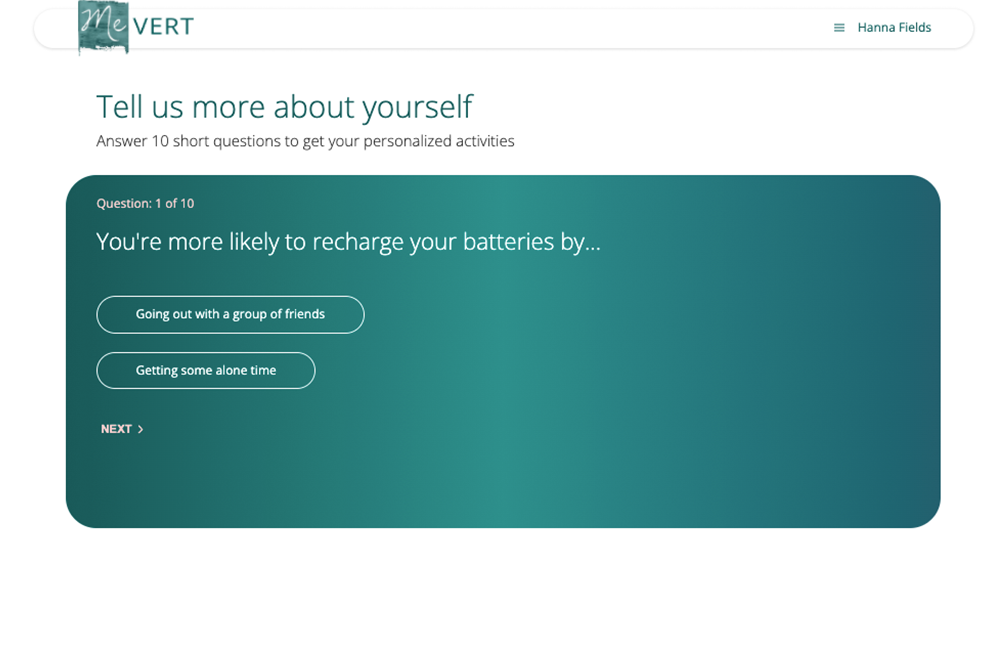 Me VERT
Hanna Fields
Tell us more about yourself
Answer 10 short questions to get your personalized activities
Question: 1 of 10
You're more likely to recharge your batteries by...
Going out with a group of friends
Getting some alone time
NEXT